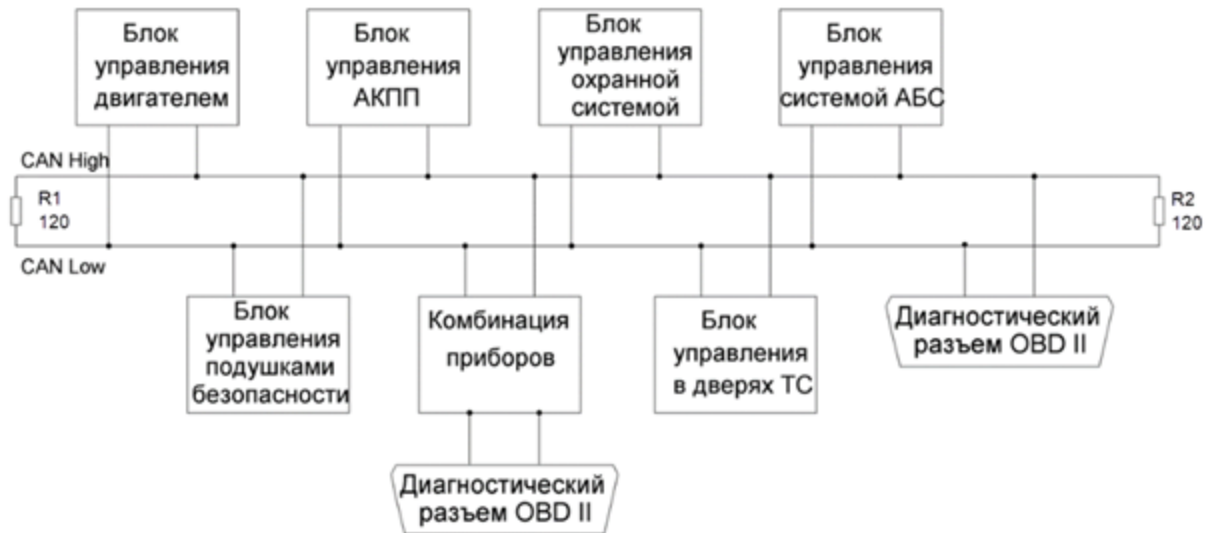 Блок
управления
двигателем
Блок
управления
АКПП
Блок
управления
охранной
системой
Блок
управления
системой АБС
CAN High
R1
120
R2
120
CAN Low
Блок
управления
подушками
безопасности
Комбинация
приборов
Блок
управления
в дверях ТС
Диагностический
разъем OBD II
Диагностический
разъем OBD II